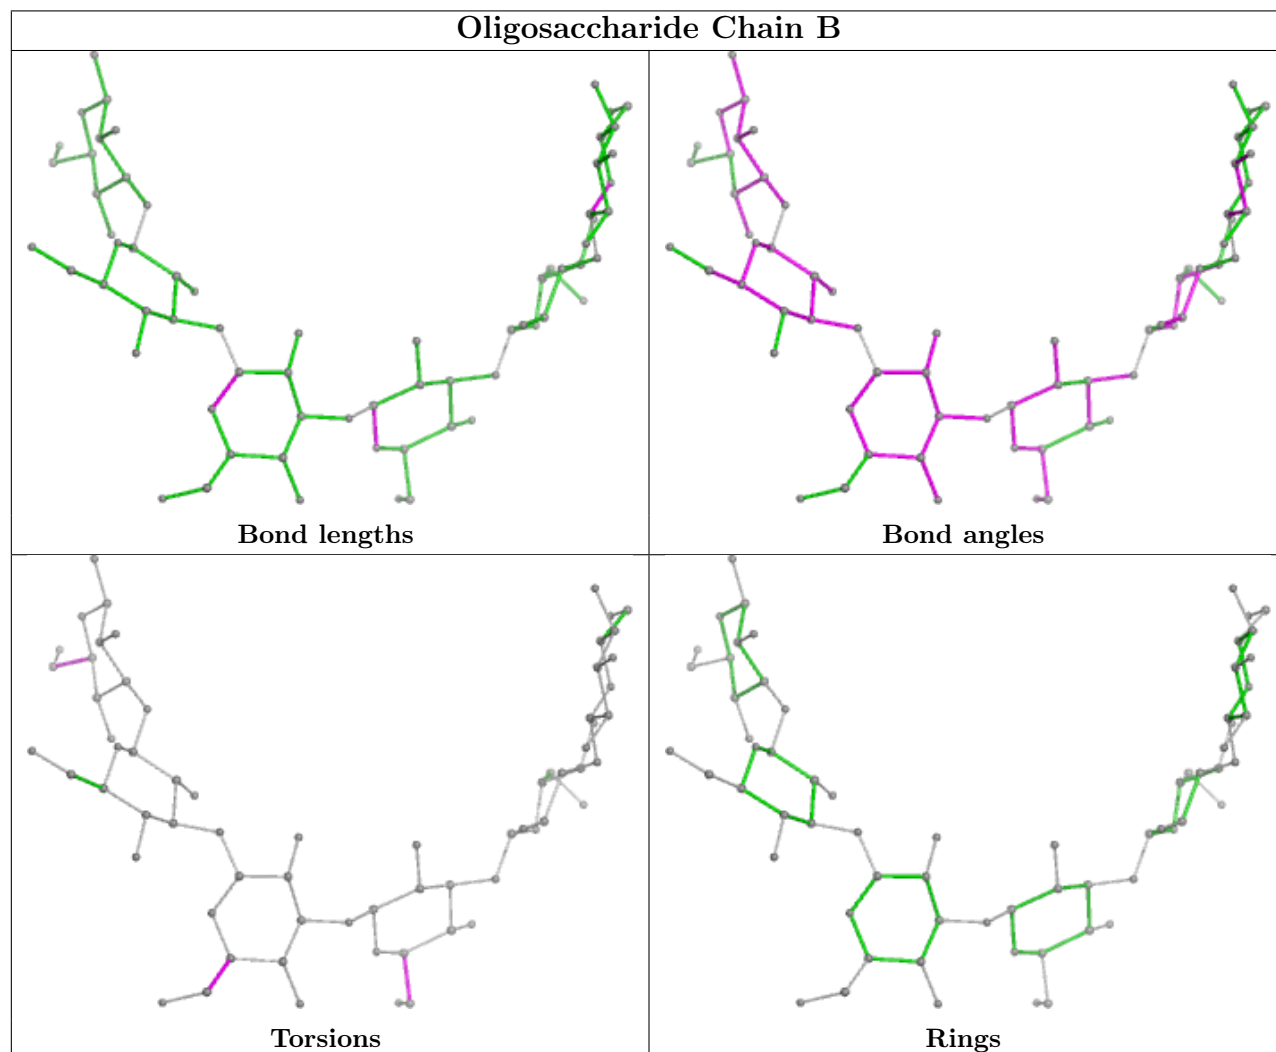 Oligosaccharide Chain B
Bond lengths
Bond angles
Torsions
Rings